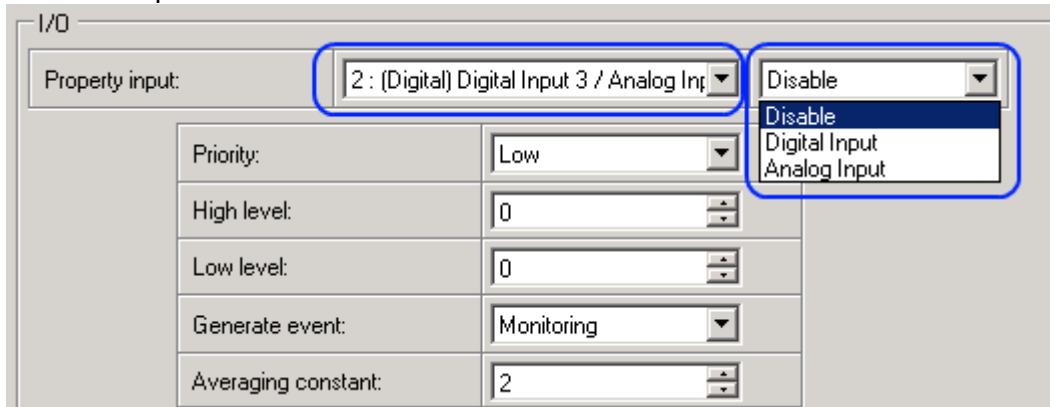 I/O
Property input: 2 : (Digital) Digital Input 3 / Analog Inp Disable
Disable
Digital Input
Analog Input
Priority: Low
High level: 0
Low level: 0
Generate event: Monitoring
Averaging constant: 2